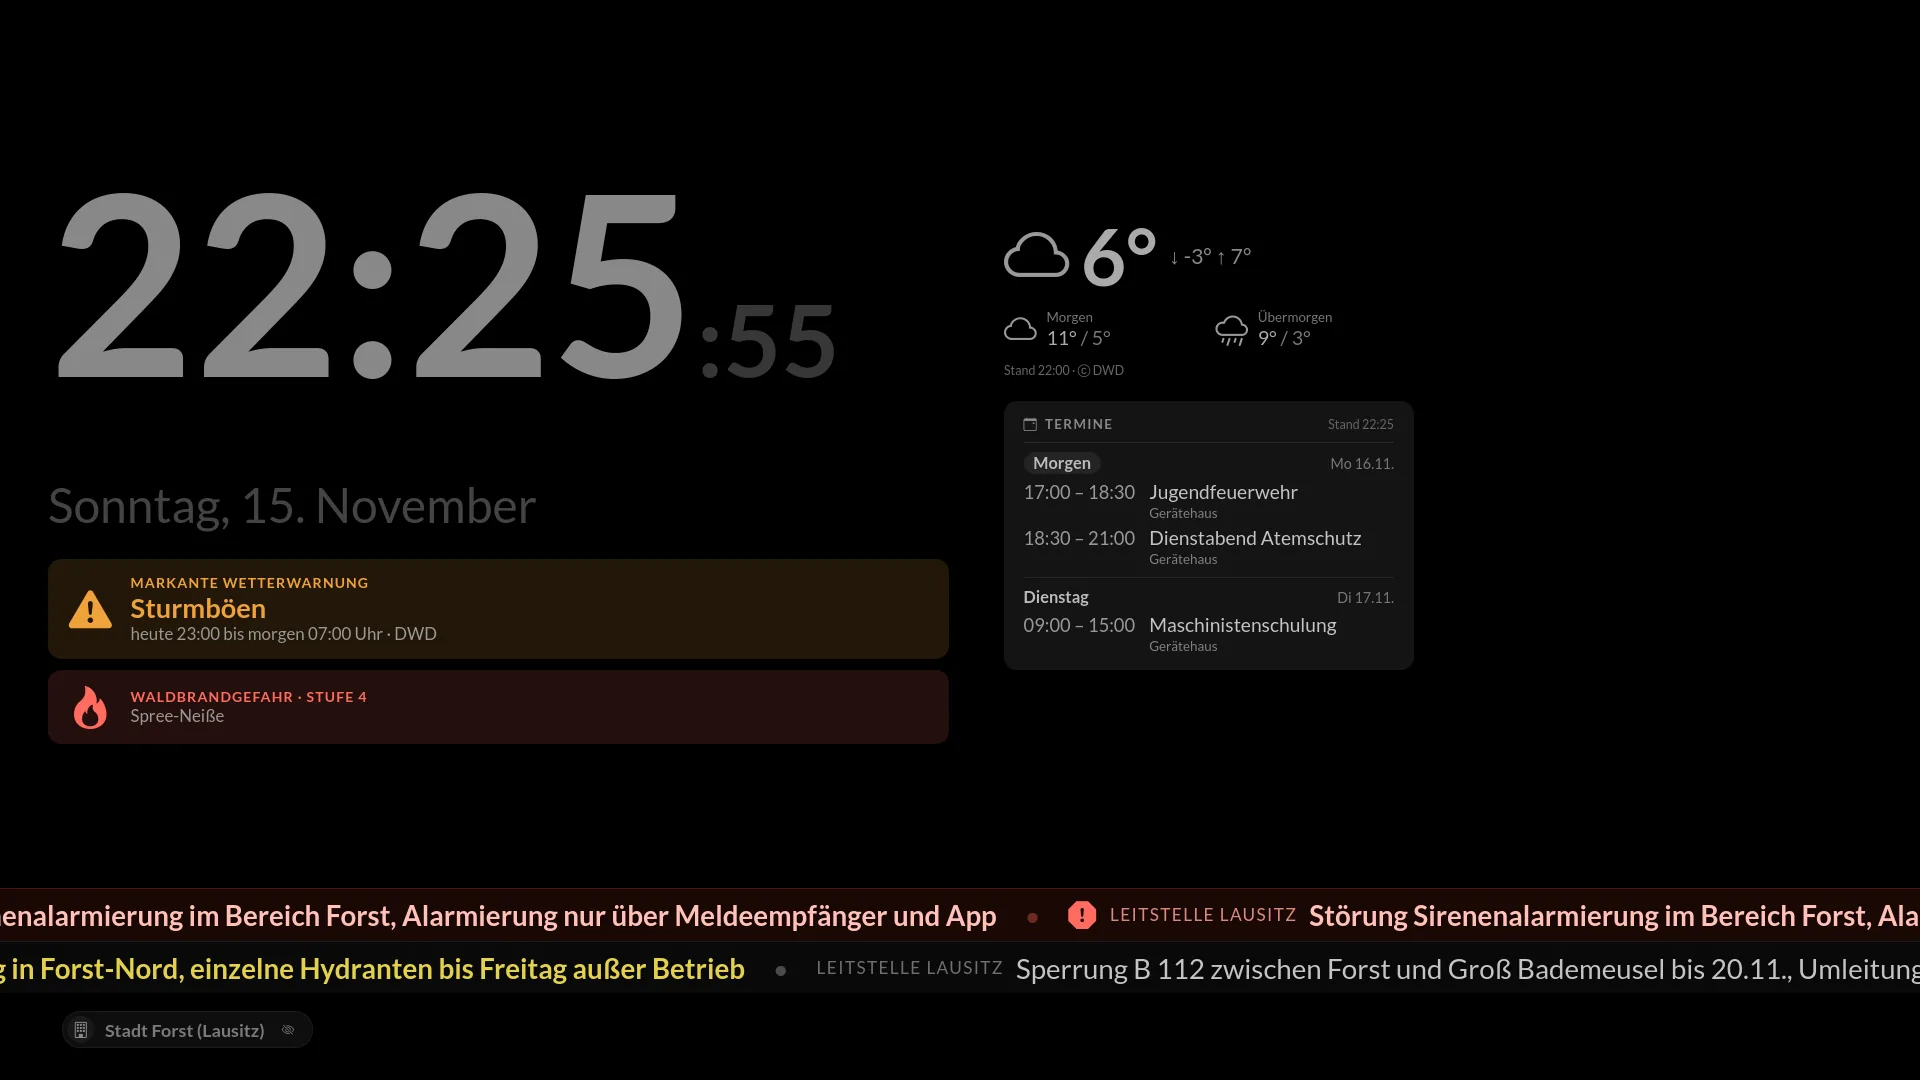 22:25:55
Sonntag, 15. November
MARKANTE WETTERWARNUNG
Sturmböen
heute 23:00 bis morgen 07:00 Uhr · DWD
WALDBRANDGEFAHR · STUFE 4
Spree-Neiße
6° ↓ -3° ↑ 7°
Morgen
11° / 5°
Übermorgen
9° / 3°
Stand 22:00 · © DWD
TERMINE Stand 22:25
Morgen Mo 16.11.
17:00 – 18:30 Jugendfeuerwehr
Gerätehaus
18:30 – 21:00 Dienstabend Atemschutz
Gerätehaus
Dienstag Di 17.11.
09:00 – 15:00 Maschinistenschulung
Gerätehaus
enalarmierung im Bereich Forst, Alarmierung nur über Meldeempfänger und App • LEITSTELLE LAUSITZ Störung Sirenenalarmierung im Bereich Forst, Ala
g in Forst-Nord, einzelne Hydranten bis Freitag außer Betrieb • LEITSTELLE LAUSITZ Sperrung B 112 zwischen Forst und Groß Bademeusel bis 20.11., Umleitung
Stadt Forst (Lausitz)